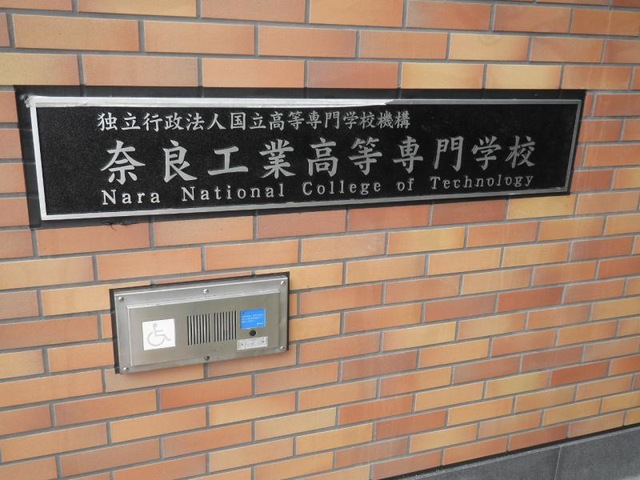 独立行政法人国立高等専門学校機構
奈良工業高等専門学校
Nara National College of Technology